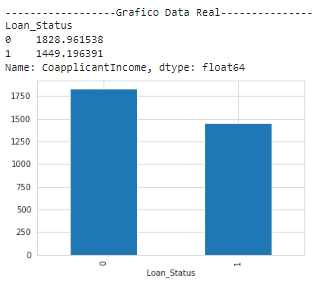 ------------------Grafico Data Real---------------
Loan_Status
0    1828.961538
1    1449.196391
Name: CoapplicantIncome, dtype: float64
1750
1500
1250
1000
750
500
250
0
0 1
Loan_Status